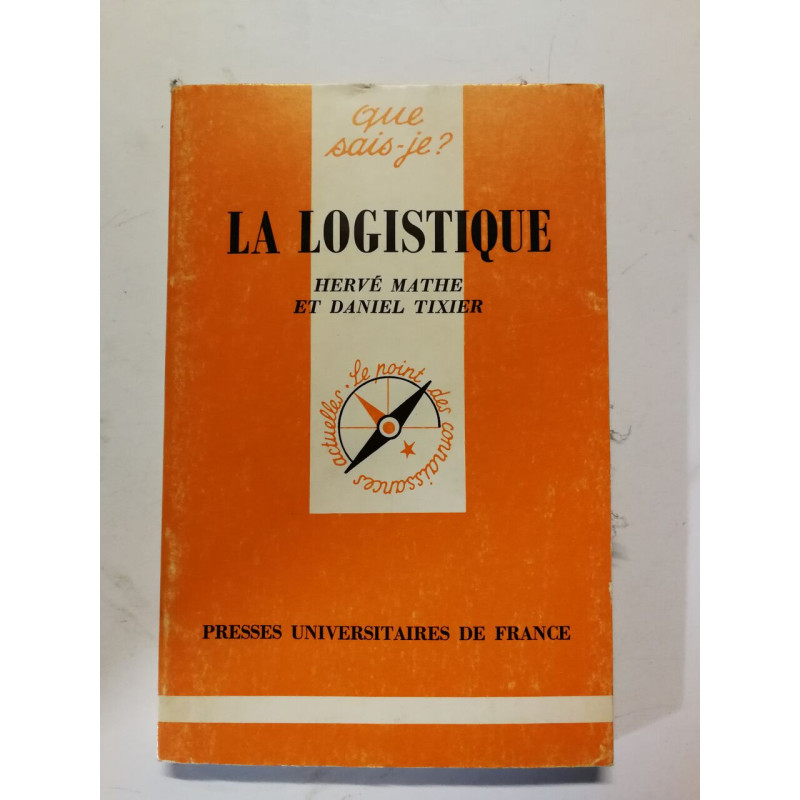 que
sais-je?
LA LOGISTIQUE
HERVÉ MATHE
ET DANIEL TIXIER
Le point des connaissances actuelles.
PRESSES UNIVERSITAIRES DE FRANCE